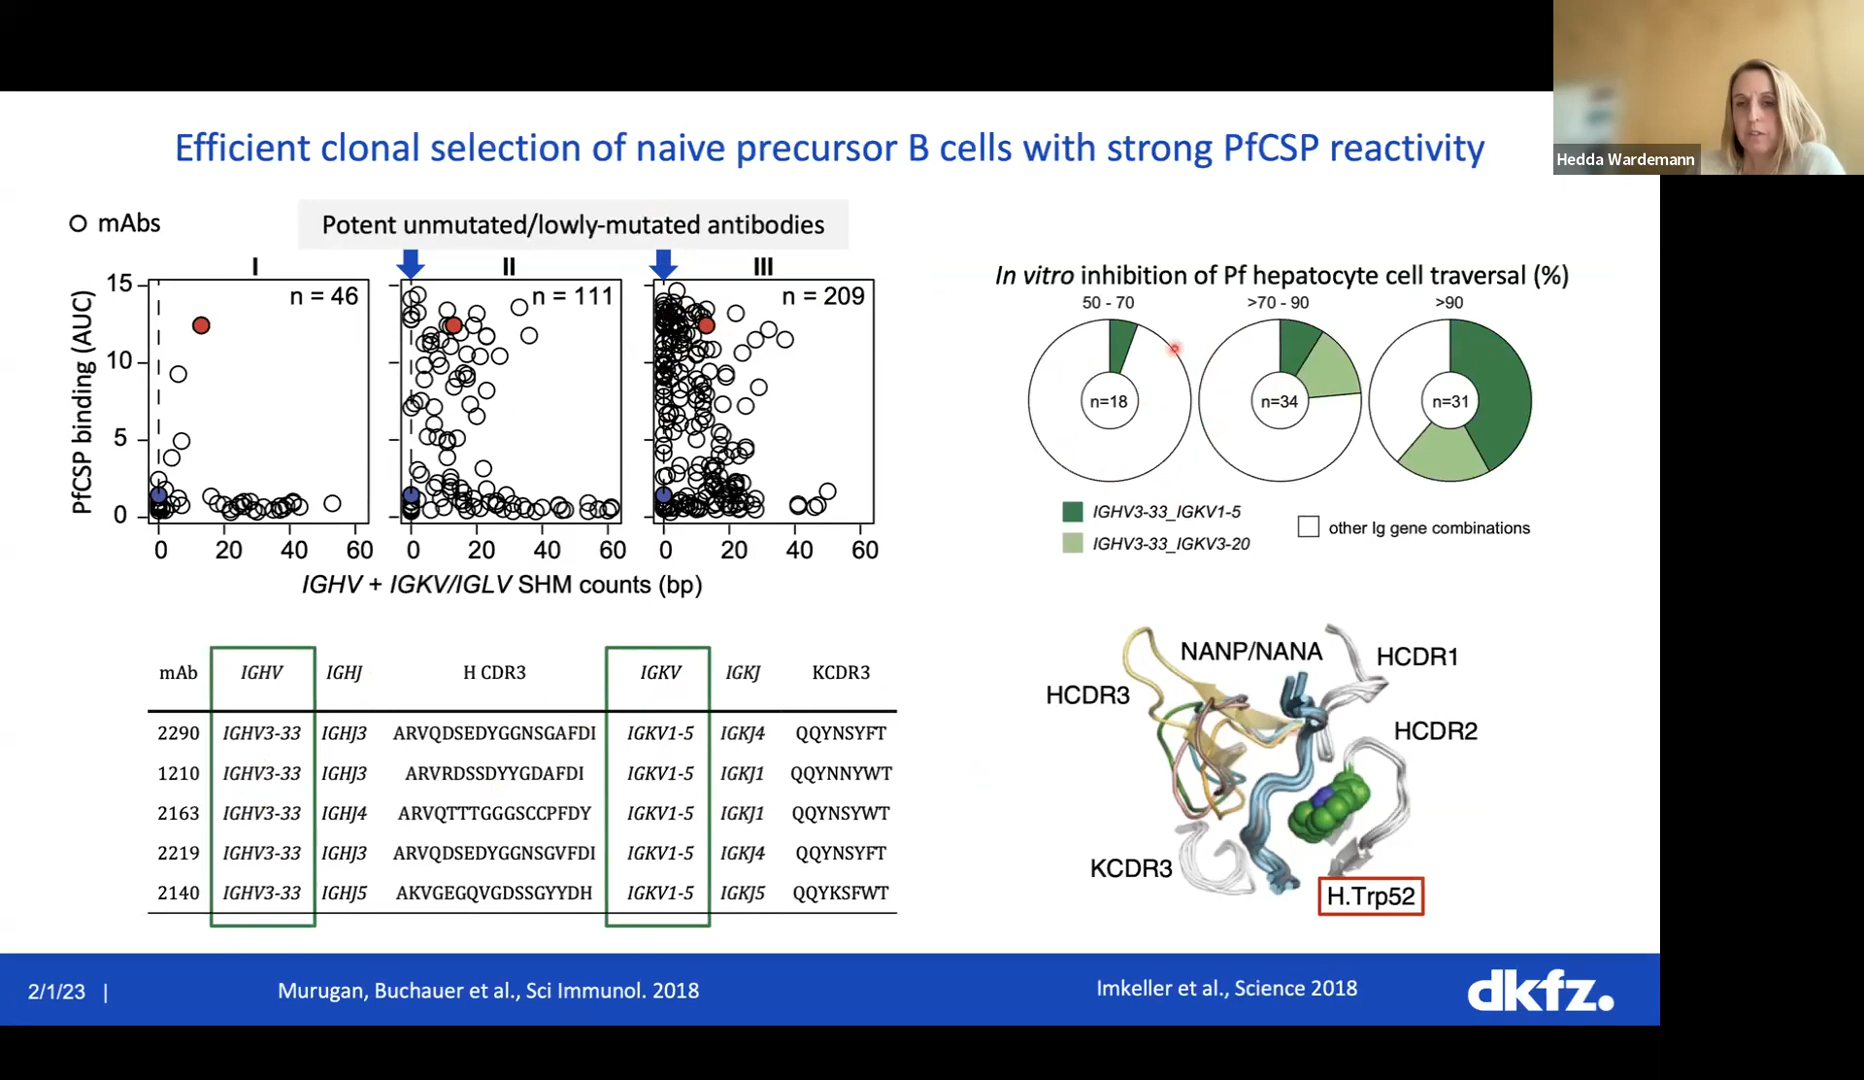 Hedda Wardemann
Efficient clonal selection of naive precursor B cells with strong PfCSP reactivity
mAbs
Potent unmutated/lowly-mutated antibodies
I
II
III
n = 46
n = 111
n = 209
PfCSP binding (AUC)
15
10
5
0
0 20 40 60
0 20 40 60
0 20 40 60
IGHV + IGKV/IGLV SHM counts (bp)
In vitro inhibition of Pf hepatocyte cell traversal (%)
50 - 70
>70 - 90
>90
n=18
n=34
n=31
IGHV3-33_IGKV1-5
IGHV3-33_IGKV3-20
other Ig gene combinations
mAb IGHV IGHJ H CDR3 IGKV IGKJ KCDR3
2290 IGHV3-33 IGHJ3 ARVQDSEDYGGNSGAFDI IGKV1-5 IGKJ4 QQYNSYFT
1210 IGHV3-33 IGHJ3 ARVRDSSDYYGDAFDI IGKV1-5 IGKJ1 QQYNNYWT
2163 IGHV3-33 IGHJ4 ARVQTTTGGGSCCPFDY IGKV1-5 IGKJ1 QQYNSYWT
2219 IGHV3-33 IGHJ3 ARVQDSEDYGGNSGVFDI IGKV1-5 IGKJ4 QQYNSYFT
2140 IGHV3-33 IGHJ5 AKVGEGQVGDSSGYYDH IGKV1-5 IGKJ5 QQYKSFWT
NANP/NANA
HCDR1
HCDR3
HCDR2
KCDR3
H.Trp52
2/1/23 |
Murugan, Buchauer et al., Sci Immunol. 2018
Imkeller et al., Science 2018
dkfz.